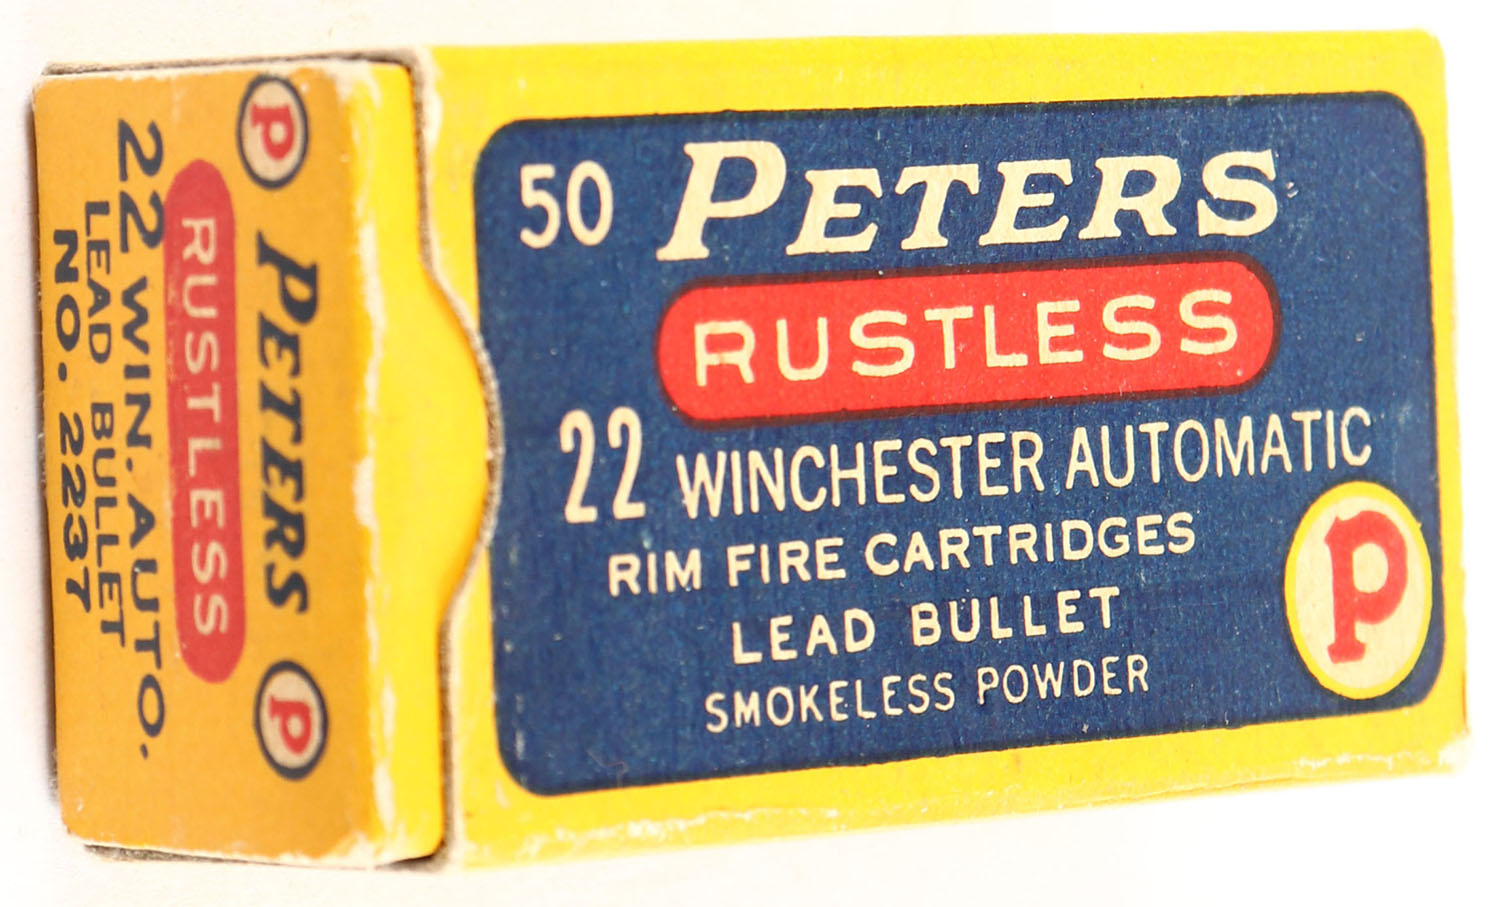 50 PETERS
RUSTLESS
22 WINCHESTER AUTOMATIC
RIM FIRE CARTRIDGES
LEAD BULLET
SMOKELESS POWDER
P
P PETERS P
RUSTLESS
22 WIN. AUTO.
LEAD BULLET
NO. 2237